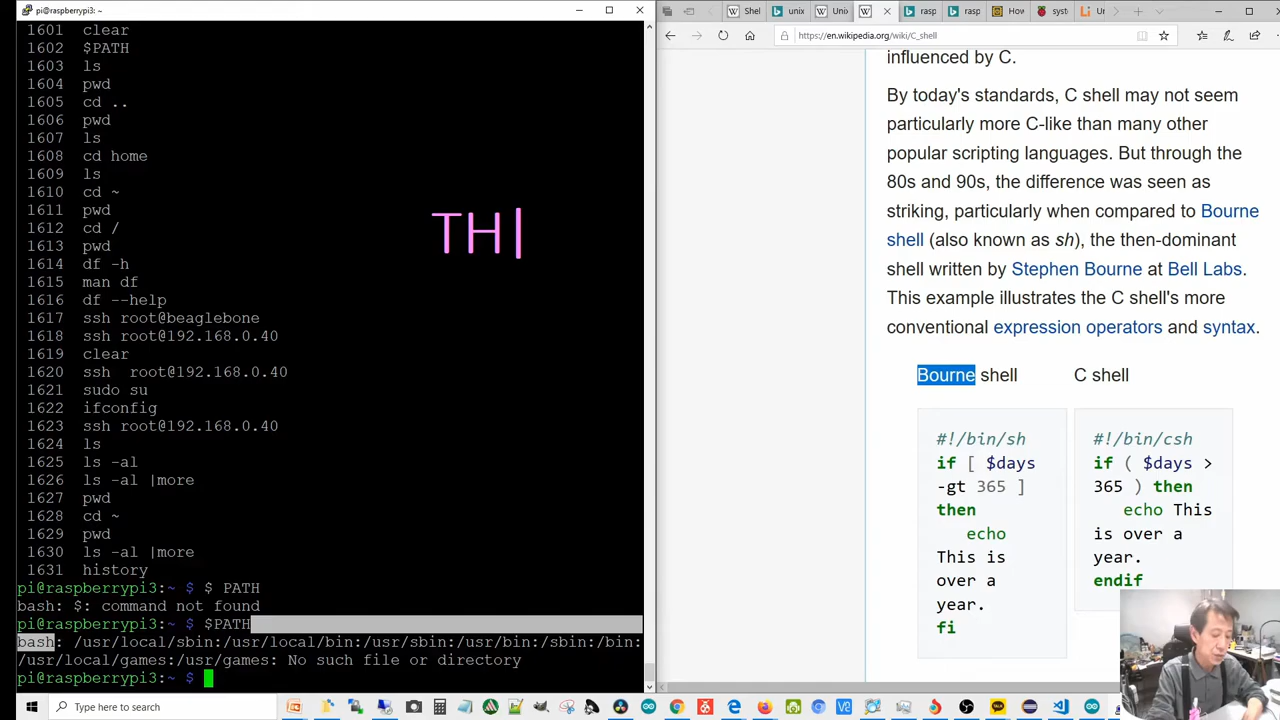 pi@raspberrypi3: ~
1601 clear
1602 $PATH
1603 ls
1604 pwd
1605 cd ..
1606 pwd
1607 ls
1608 cd home
1609 ls
1610 cd ~
1611 pwd
1612 cd /
1613 pwd
1614 df -h
1615 man df
1616 df --help
1617 ssh root@beaglebone
1618 ssh root@192.168.0.40
1619 clear
1620 ssh  root@192.168.0.40
1621 sudo su
1622 ifconfig
1623 ssh root@192.168.0.40
1624 ls
1625 ls -al
1626 ls -al |more
1627 pwd
1628 cd ~
1629 pwd
1630 ls -al |more
1631 history
pi@raspberrypi3:~ $ $ PATH
bash: $: command not found
pi@raspberrypi3:~ $ $PATH
bash: /usr/local/sbin:/usr/local/bin:/usr/sbin:/usr/bin:/sbin:/bin:
/usr/local/games:/usr/games: No such file or directory
pi@raspberrypi3:~ $
TH
Shel
unix
Uni
rasp
rasp
How
syst
https://en.wikipedia.org/wiki/C_shell
influenced by C.
By today's standards, C shell may not seem
particularly more C-like than many other
popular scripting languages. But through the
80s and 90s, the difference was seen as
striking, particularly when compared to Bourne
shell (also known as sh), the then-dominant
shell written by Stephen Bourne at Bell Labs.
This example illustrates the C shell's more
conventional expression operators and syntax.
Bourne shell
#!/bin/sh
if [ $days
-gt 365 ]
then
echo
This is
over a
year.
fi
C shell
#!/bin/csh
if ( $days >
365 ) then
echo This
is over a
year.
endif
Type here to search